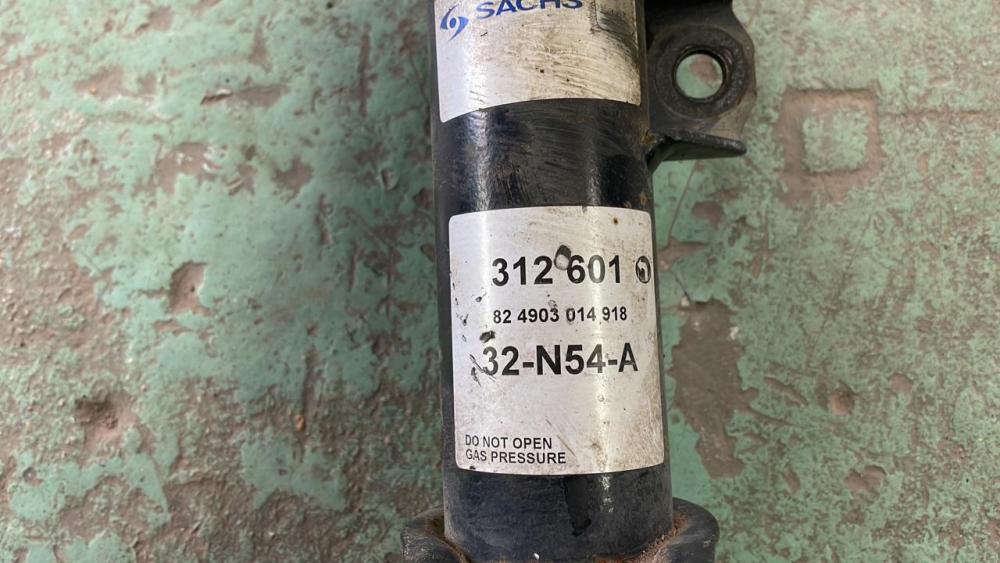 SACHS
312 601
82 4903 014 918
32-N54-A
DO NOT OPEN
GAS PRESSURE